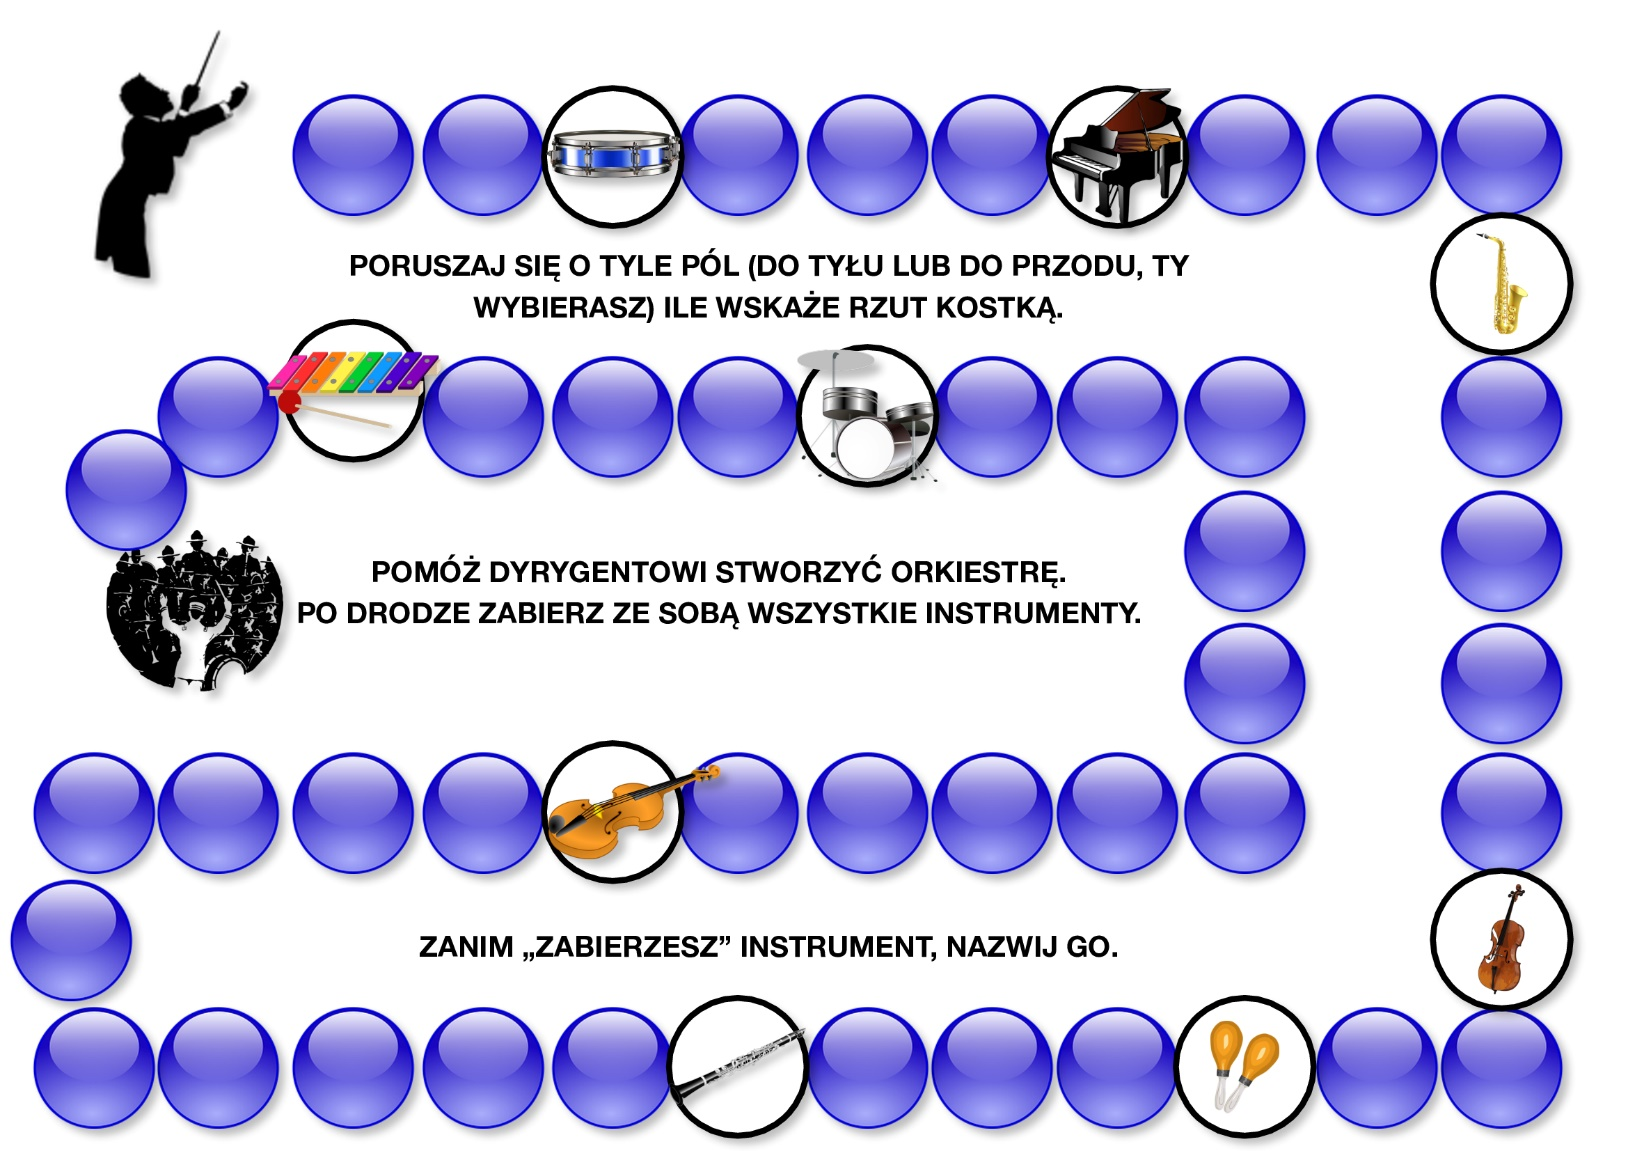 PORUSZAJ SIĘ O TYLE PÓL (DO TYŁU LUB DO PRZODU, TY
WYBIERASZ) ILE WSKAŻE RZUT KOSTKĄ.
POMÓŻ DYRYGENTOWI STWORZYĆ ORKIESTRĘ.
PO DRODZE ZABIERZ ZE SOBĄ WSZYSTKIE INSTRUMENTY.
ZANIM „ZABIERZESZ” INSTRUMENT, NAZWIJ GO.